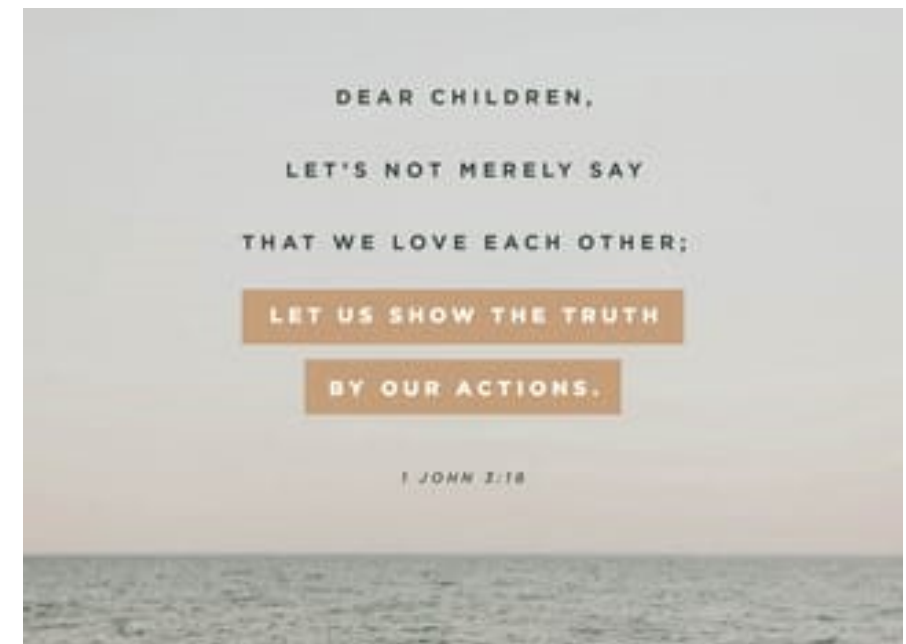 DEAR CHILDREN,
LET'S NOT MERELY SAY
THAT WE LOVE EACH OTHER;
LET US SHOW THE TRUTH
BY OUR ACTIONS.
1 JOHN 3:18